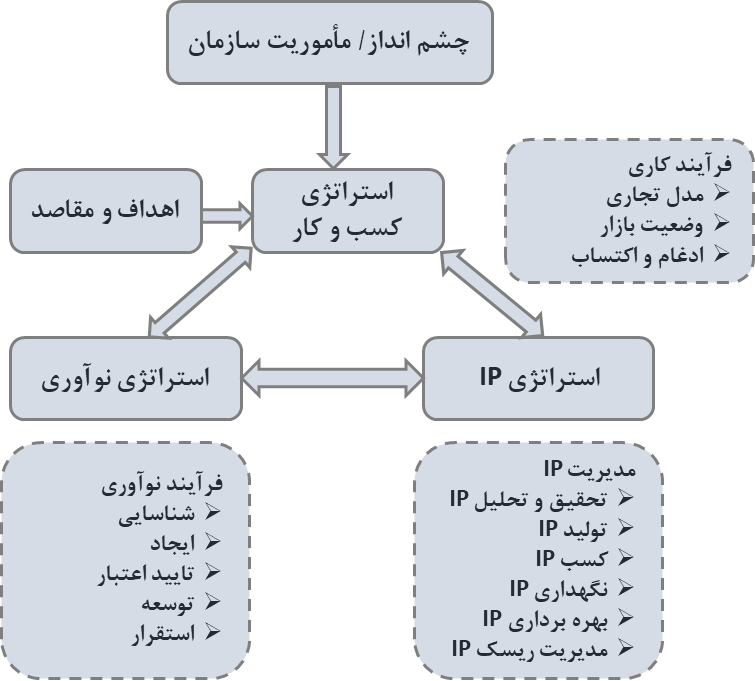 چشم انداز/ مأموریت سازمان
اهداف و مقاصد
استراتژی
کسب و کار
فرآیند کاری
مدل تجاری
وضعیت بازار
ادغام و اکتساب
استراتژی نوآوری
استراتژی IP
فرآیند نوآوری
شناسایی
ایجاد
تایید اعتبار
توسعه
استقرار
مدیریت IP
تحقیق و تحلیل IP
تولید IP
کسب IP
نگهداری IP
بهره برداری IP
مدیریت ریسک IP